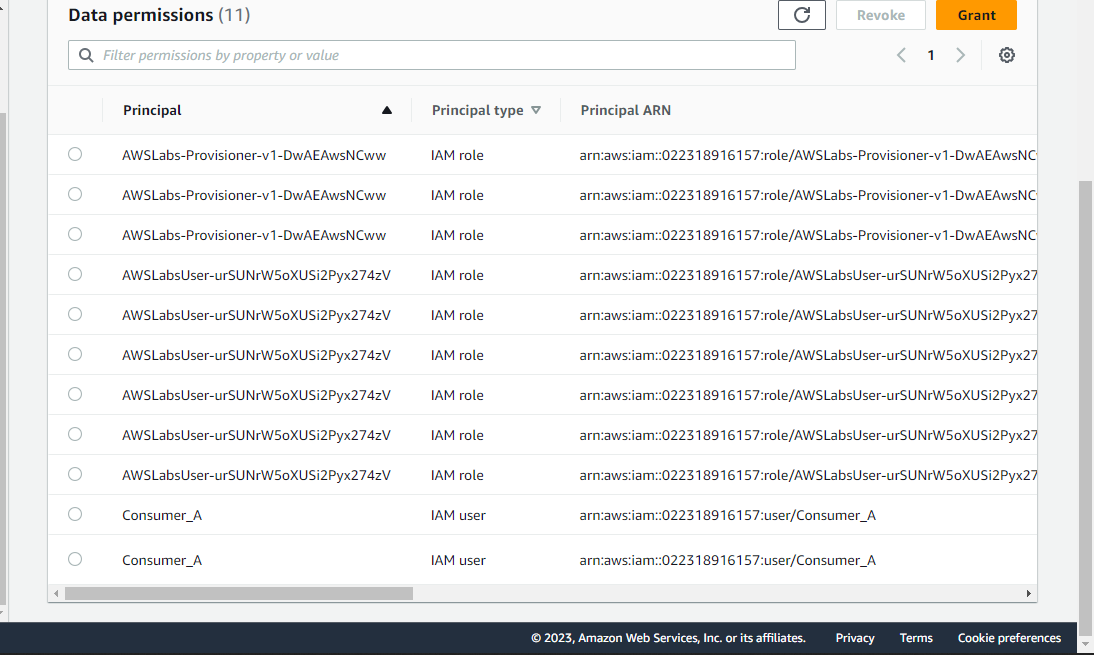 Data permissions (11)
Revoke
Grant
Filter permissions by property or value
1
Principal Principal type Principal ARN
AWSLabs-Provisioner-v1-DwAEAwsNCww IAM role arn:aws:iam::022318916157:role/AWSLabs-Provisioner-v1-DwAEAwsNC
AWSLabs-Provisioner-v1-DwAEAwsNCww IAM role arn:aws:iam::022318916157:role/AWSLabs-Provisioner-v1-DwAEAwsNC
AWSLabs-Provisioner-v1-DwAEAwsNCww IAM role arn:aws:iam::022318916157:role/AWSLabs-Provisioner-v1-DwAEAwsNC
AWSLabsUser-urSUNrW5oXUSi2Pyx274zV IAM role arn:aws:iam::022318916157:role/AWSLabsUser-urSUNrW5oXUSi2Pyx27
AWSLabsUser-urSUNrW5oXUSi2Pyx274zV IAM role arn:aws:iam::022318916157:role/AWSLabsUser-urSUNrW5oXUSi2Pyx27
AWSLabsUser-urSUNrW5oXUSi2Pyx274zV IAM role arn:aws:iam::022318916157:role/AWSLabsUser-urSUNrW5oXUSi2Pyx27
AWSLabsUser-urSUNrW5oXUSi2Pyx274zV IAM role arn:aws:iam::022318916157:role/AWSLabsUser-urSUNrW5oXUSi2Pyx27
AWSLabsUser-urSUNrW5oXUSi2Pyx274zV IAM role arn:aws:iam::022318916157:role/AWSLabsUser-urSUNrW5oXUSi2Pyx27
AWSLabsUser-urSUNrW5oXUSi2Pyx274zV IAM role arn:aws:iam::022318916157:role/AWSLabsUser-urSUNrW5oXUSi2Pyx27
Consumer_A IAM user arn:aws:iam::022318916157:user/Consumer_A
Consumer_A IAM user arn:aws:iam::022318916157:user/Consumer_A
© 2023, Amazon Web Services, Inc. or its affiliates. Privacy Terms Cookie preferences